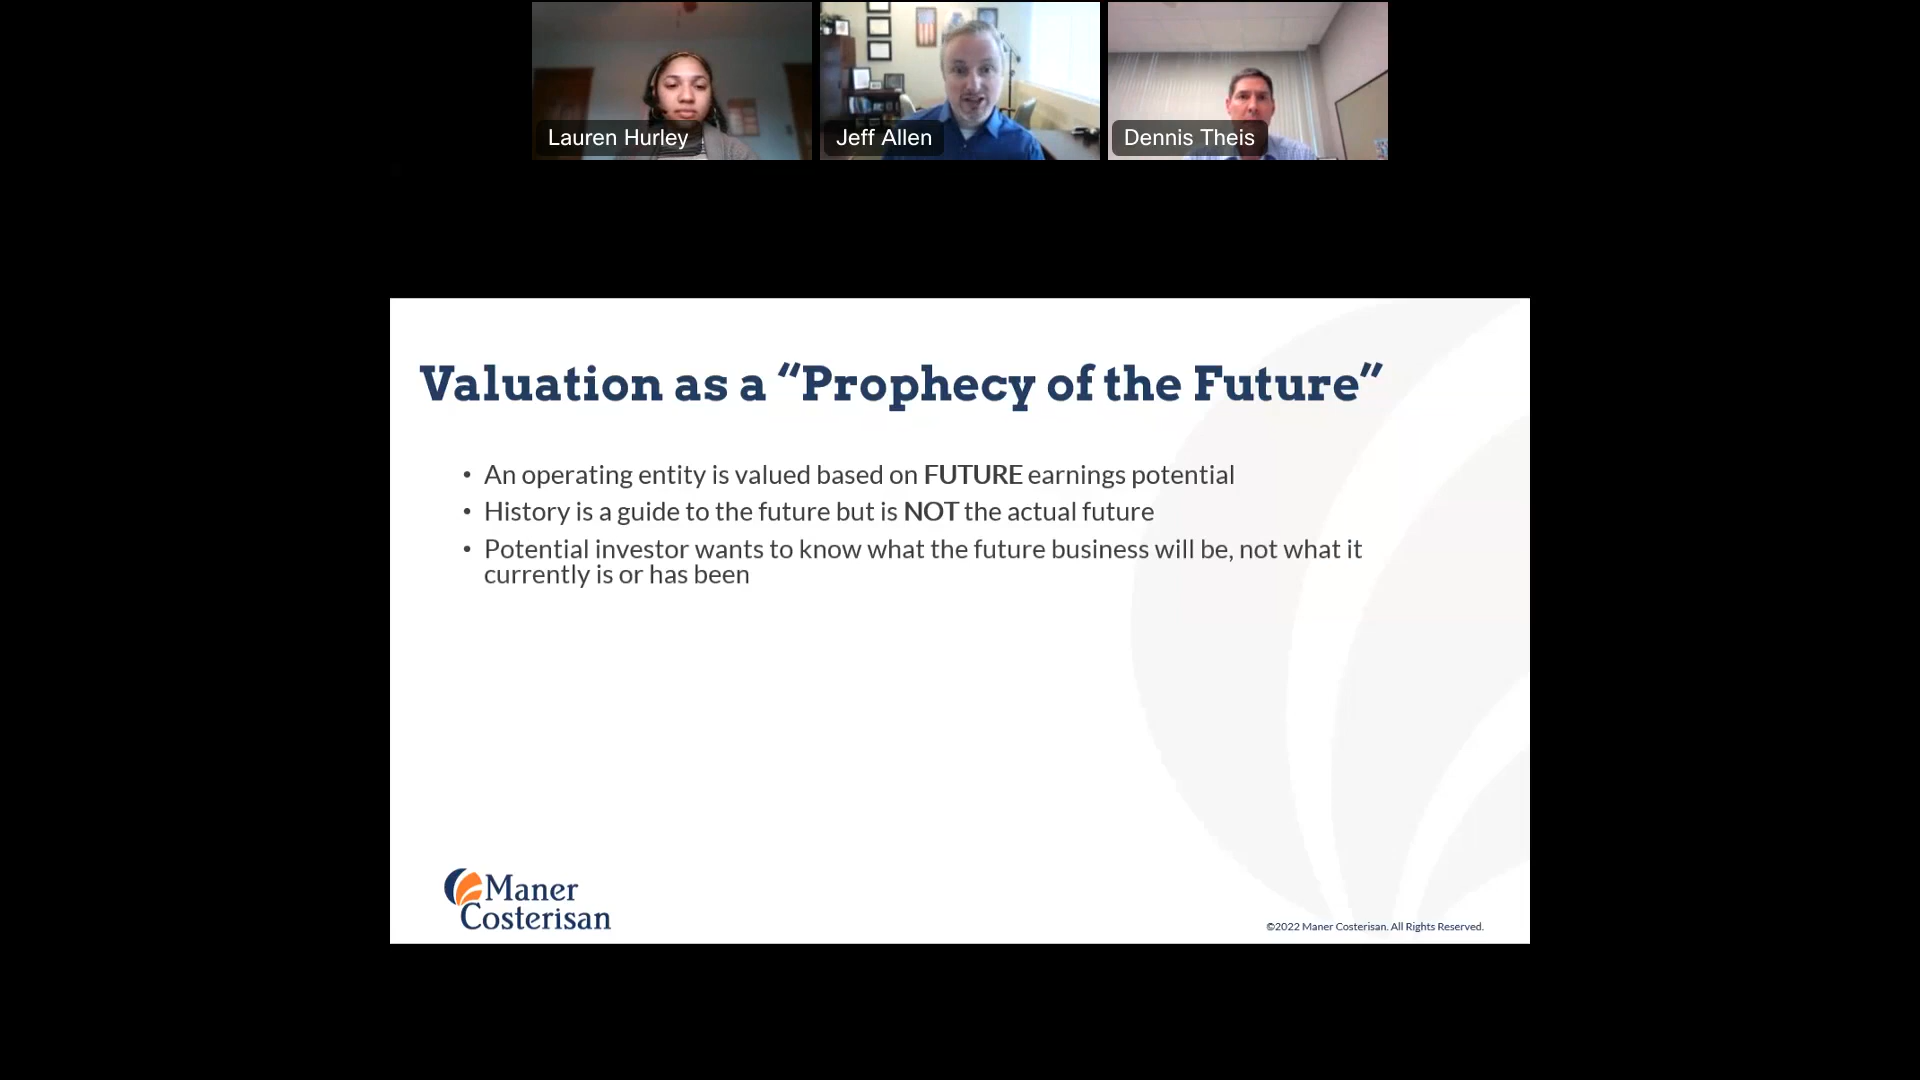 Lauren Hurley
Jeff Allen
Dennis Theis
Valuation as a “Prophecy of the Future”
• An operating entity is valued based on FUTURE earnings potential
• History is a guide to the future but is NOT the actual future
• Potential investor wants to know what the future business will be, not what it
currently is or has been
Maner
Costerisan
©2022 Maner Costerisan. All Rights Reserved.